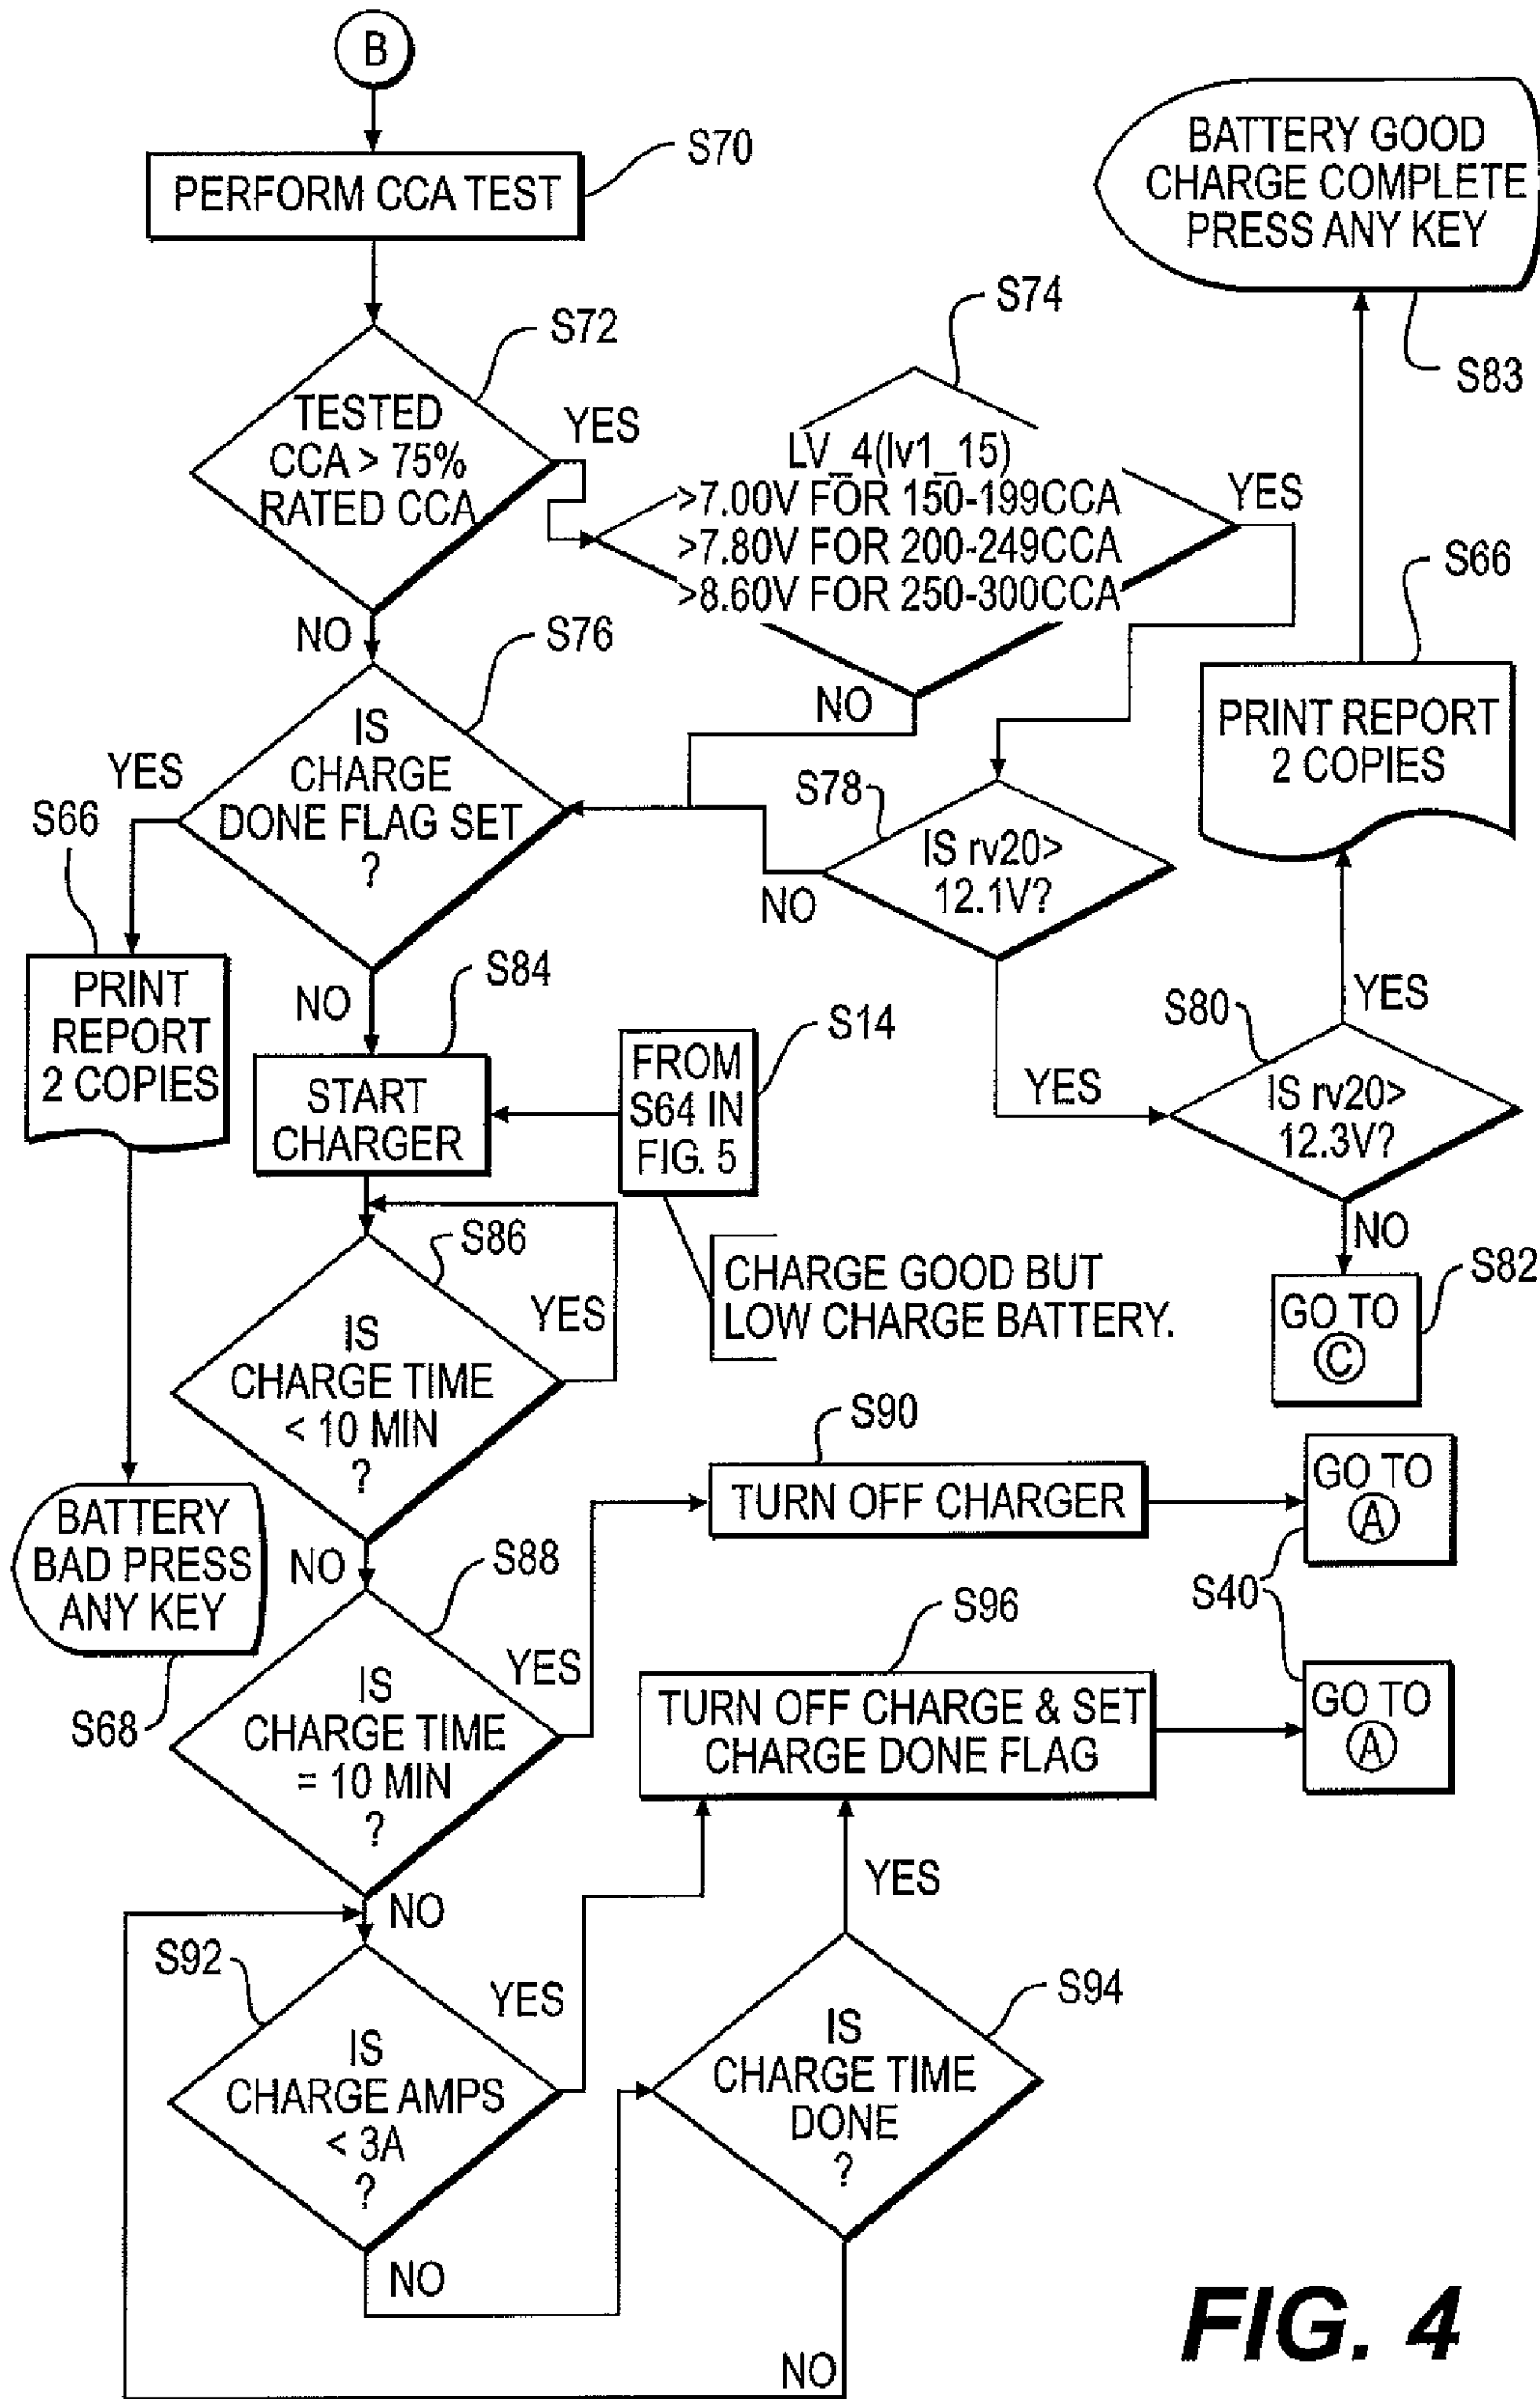 B
PERFORM CCA TEST
S70
BATTERY GOOD
CHARGE COMPLETE
PRESS ANY KEY
S83
S72
TESTED
CCA > 75%
RATED CCA
YES
NO
S74
LV_4(lv1_15)
>7.00V FOR 150-199CCA
>7.80V FOR 200-249CCA
>8.60V FOR 250-300CCA
YES
NO
S66
PRINT REPORT
2 COPIES
S76
IS
CHARGE
DONE FLAG SET
?
YES
NO
S78
IS rv20>
12.1V?
NO
YES
S80
IS rv20>
12.3V?
YES
NO
S82
GO TO
C
S66
PRINT
REPORT
2 COPIES
S84
START
CHARGER
S14
FROM
S64 IN
FIG. 5
CHARGE GOOD BUT
LOW CHARGE BATTERY.
S86
IS
CHARGE TIME
< 10 MIN
?
YES
NO
BATTERY
BAD PRESS
ANY KEY
S68
S88
IS
CHARGE TIME
= 10 MIN
?
YES
NO
S90
TURN OFF CHARGER
GO TO
A
S40
S96
TURN OFF CHARGE & SET
CHARGE DONE FLAG
GO TO
A
S92
IS
CHARGE AMPS
< 3A
?
YES
NO
S94
IS
CHARGE TIME
DONE
?
YES
NO
FIG. 4